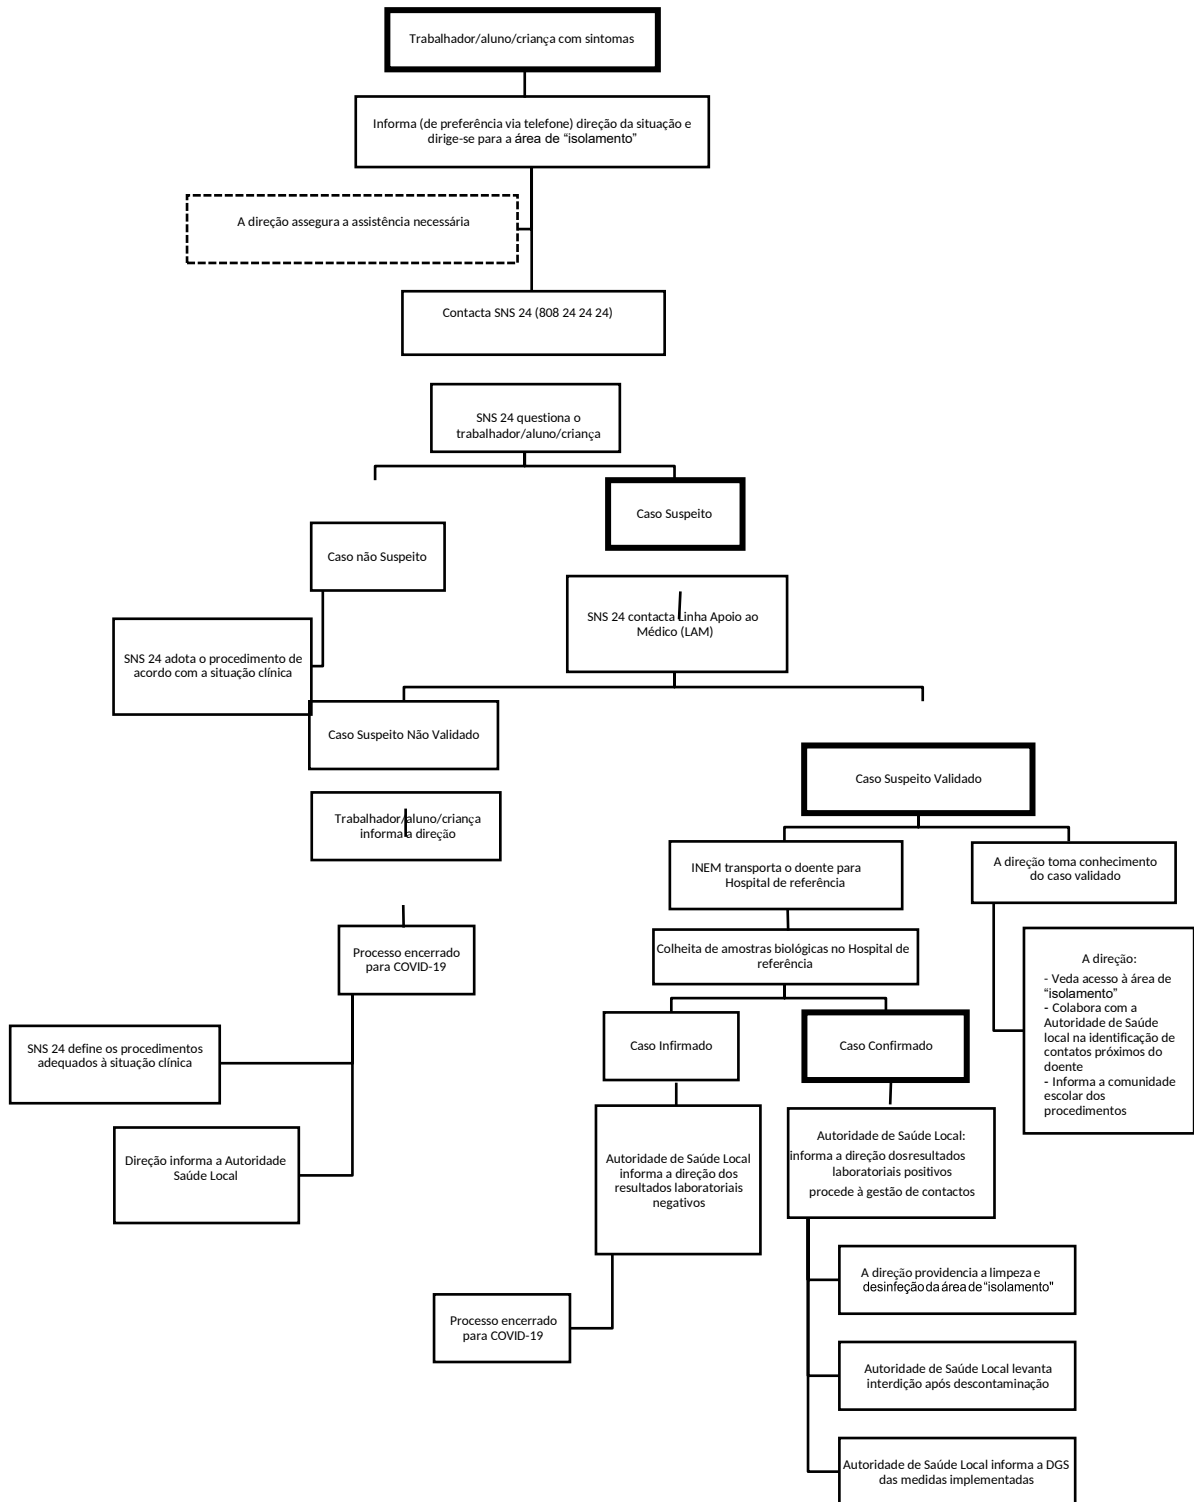 Trabalhador/aluno/criança com sintomas
Informa (de preferência via telefone) direção da situação e
dirige-se para a área de “isolamento”
A direção assegura a assistência necessária
Contacta SNS 24 (808 24 24 24)
SNS 24 questiona o
trabalhador/aluno/criança
Caso Suspeito
Caso não Suspeito
SNS 24 contacta Linha Apoio ao
Médico (LAM)
SNS 24 adota o procedimento de
acordo com a situação clínica
Caso Suspeito Não Validado
Caso Suspeito Validado
Trabalhador/aluno/criança
informa a direção
INEM transporta o doente para
Hospital de referência
A direção toma conhecimento
do caso validado
Processo encerrado
para COVID-19
Colheita de amostras biológicas no Hospital de
referência
A direção:
- Veda acesso à área de
“isolamento”
- Colabora com a
Autoridade de Saúde
local na identificação de
contatos próximos do
doente
- Informa a comunidade
escolar dos
procedimentos
SNS 24 define os procedimentos
adequados à situação clínica
Caso Infirmado
Caso Confirmado
Direção informa a Autoridade
Saúde Local
Autoridade de Saúde Local
informa a direção dos
resultados laboratoriais
negativos
Autoridade de Saúde Local:
informa a direção dosresultados
laboratoriais positivos
procede à gestão de contactos
A direção providencia a limpeza e
desinfeção da área de “isolamento”
Processo encerrado
para COVID-19
Autoridade de Saúde Local levanta
interdição após descontaminação
Autoridade de Saúde Local informa a DGS
das medidas implementadas